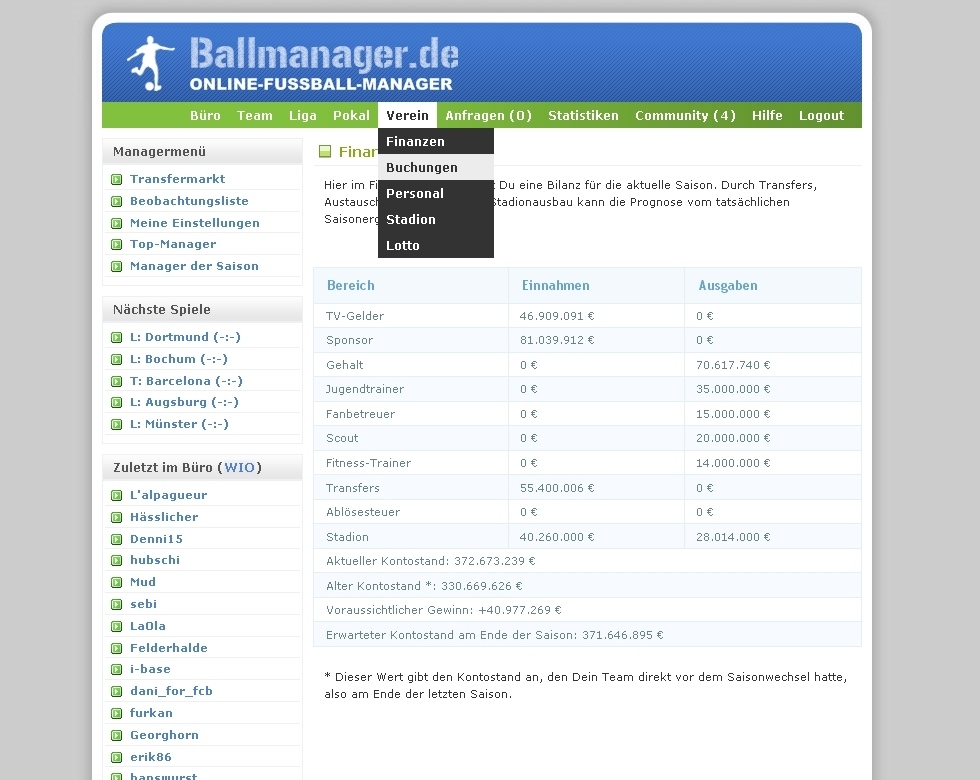 Ballmanager.de
ONLINE-FUSSBALL-MANAGER
Büro Team Liga Pokal Verein Anfragen (0) Statistiken Community (4) Hilfe Logout
Finanzen
Buchungen
Personal
Stadion
Lotto
Managermenü
Transfermarkt
Beobachtungsliste
Meine Einstellungen
Top-Manager
Manager der Saison
Nächste Spiele
L: Dortmund (-:-)
L: Bochum (-:-)
T: Barcelona (-:-)
L: Augsburg (-:-)
L: Münster (-:-)
Zuletzt im Büro (WIO)
L'alpagueur
Hässlicher
Denni15
hubschi
Mud
sebi
LaOla
Felderhalde
i-base
dani_for_fcb
furkan
Georghorn
erik86
hanswurst
Finan
Hier im Fi Du eine Bilanz für die aktuelle Saison. Durch Transfers,
Austausch Stadionausbau kann die Prognose vom tatsächlichen
Saisonerg
Bereich Einnahmen Ausgaben
TV-Gelder 46.909.091 € 0 €
Sponsor 81.039.912 € 0 €
Gehalt 0 € 70.617.740 €
Jugendtrainer 0 € 35.000.000 €
Fanbetreuer 0 € 15.000.000 €
Scout 0 € 20.000.000 €
Fitness-Trainer 0 € 14.000.000 €
Transfers 55.400.006 € 0 €
Ablösesteuer 0 € 0 €
Stadion 40.260.000 € 28.014.000 €
Aktueller Kontostand: 372.673.239 €
Alter Kontostand *: 330.669.626 €
Voraussichtlicher Gewinn: +40.977.269 €
Erwarteter Kontostand am Ende der Saison: 371.646.895 €
* Dieser Wert gibt den Kontostand an, den Dein Team direkt vor dem Saisonwechsel hatte,
also am Ende der letzten Saison.